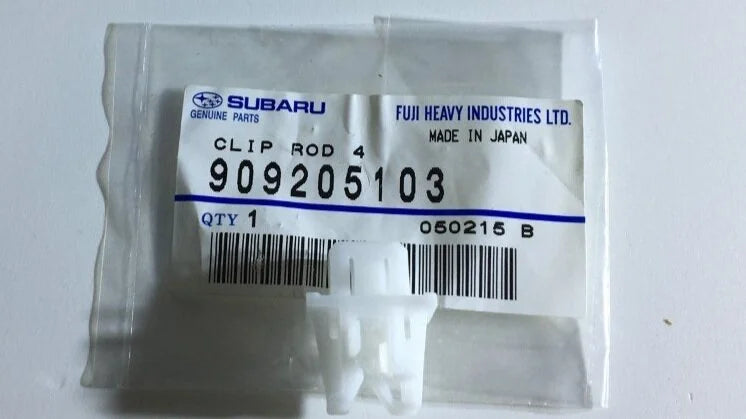 SUBARU FUJI HEAVY INDUSTRIES LTD.
GENUINE PARTS MADE IN JAPAN
CLIP ROD 4
909205103
QTY 1 050215 B